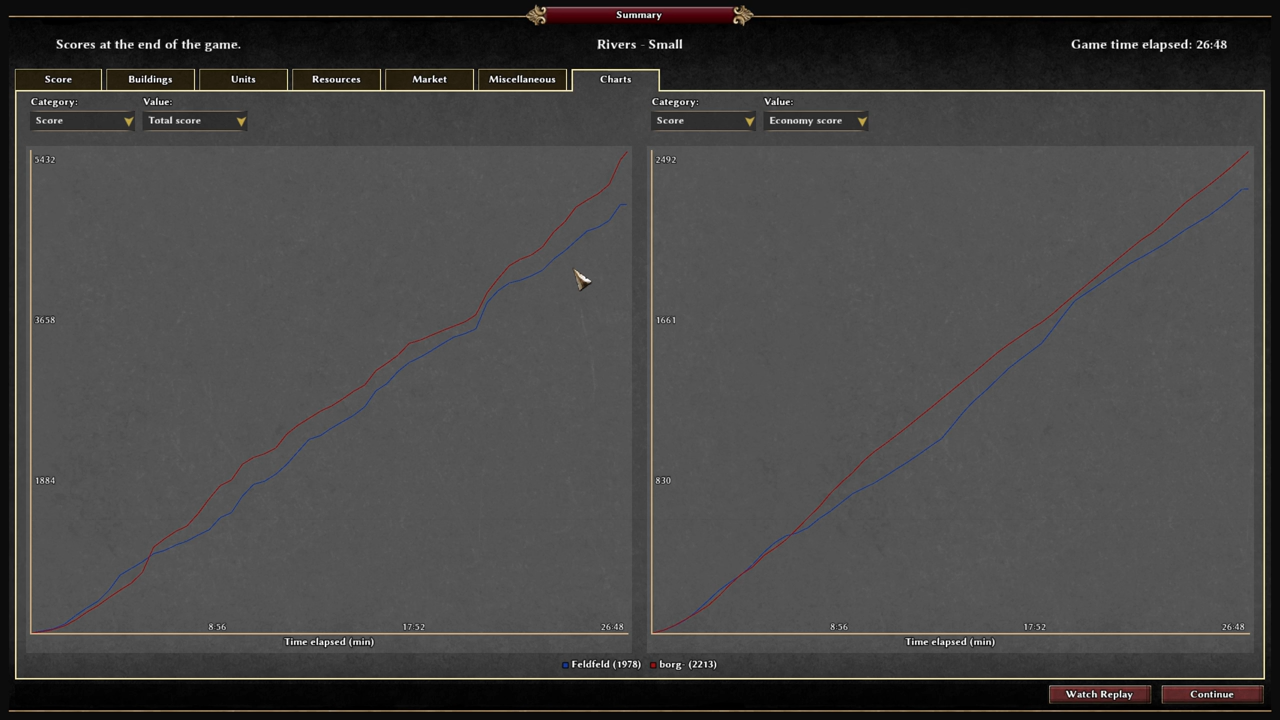 Summary
Scores at the end of the game. Rivers - Small Game time elapsed: 26:48
Score Buildings Units Resources Market Miscellaneous Charts
Category: Value: Category: Value:
Score Total score Score Economy score
5432 2492
3658 1661
1884 830
8:56 17:52 26:48 8:56 17:52 26:48
Time elapsed (min) Time elapsed (min)
Feldfeld (1978) borg- (2213)
Watch Replay Continue